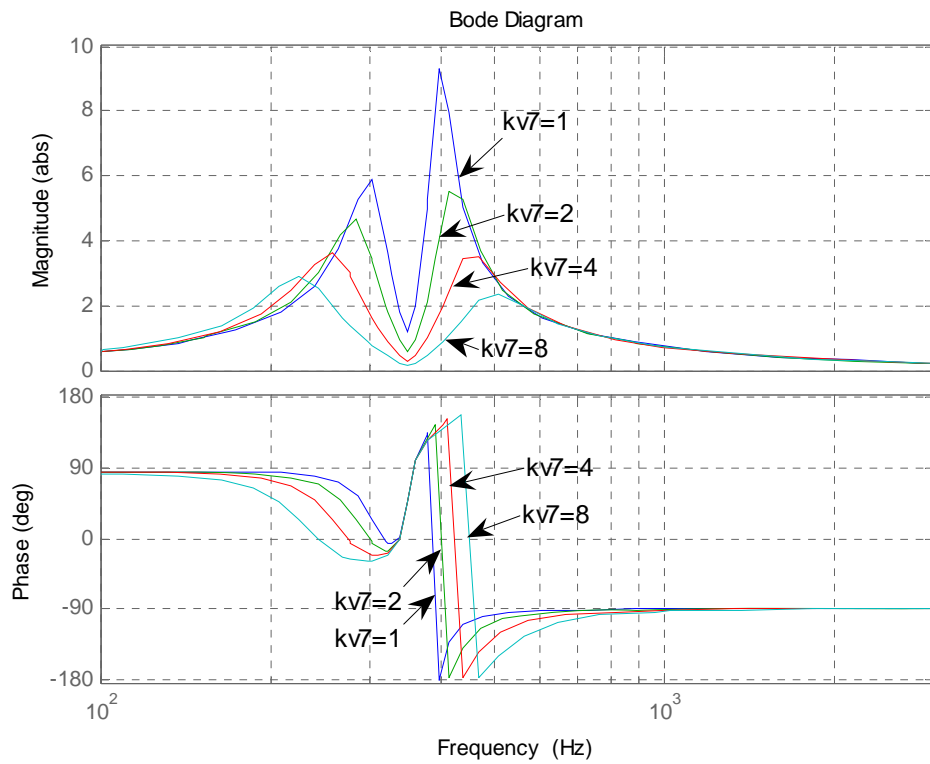 Bode Diagram
Magnitude (abs)
10
8
6
4
2
0
kv7=1
kv7=2
kv7=4
kv7=8
Phase (deg)
180
90
0
-90
-180
kv7=4
kv7=8
kv7=2
kv7=1
10^2
10^3
Frequency (Hz)